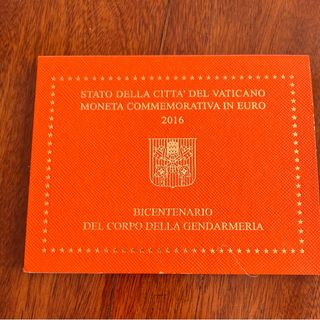 STATO DELLA CITTA' DEL VATICANO
MONETA COMMEMORATIVA IN EURO
2016
BICENTENARIO
DEL CORPO DELLA GENDARMERIA